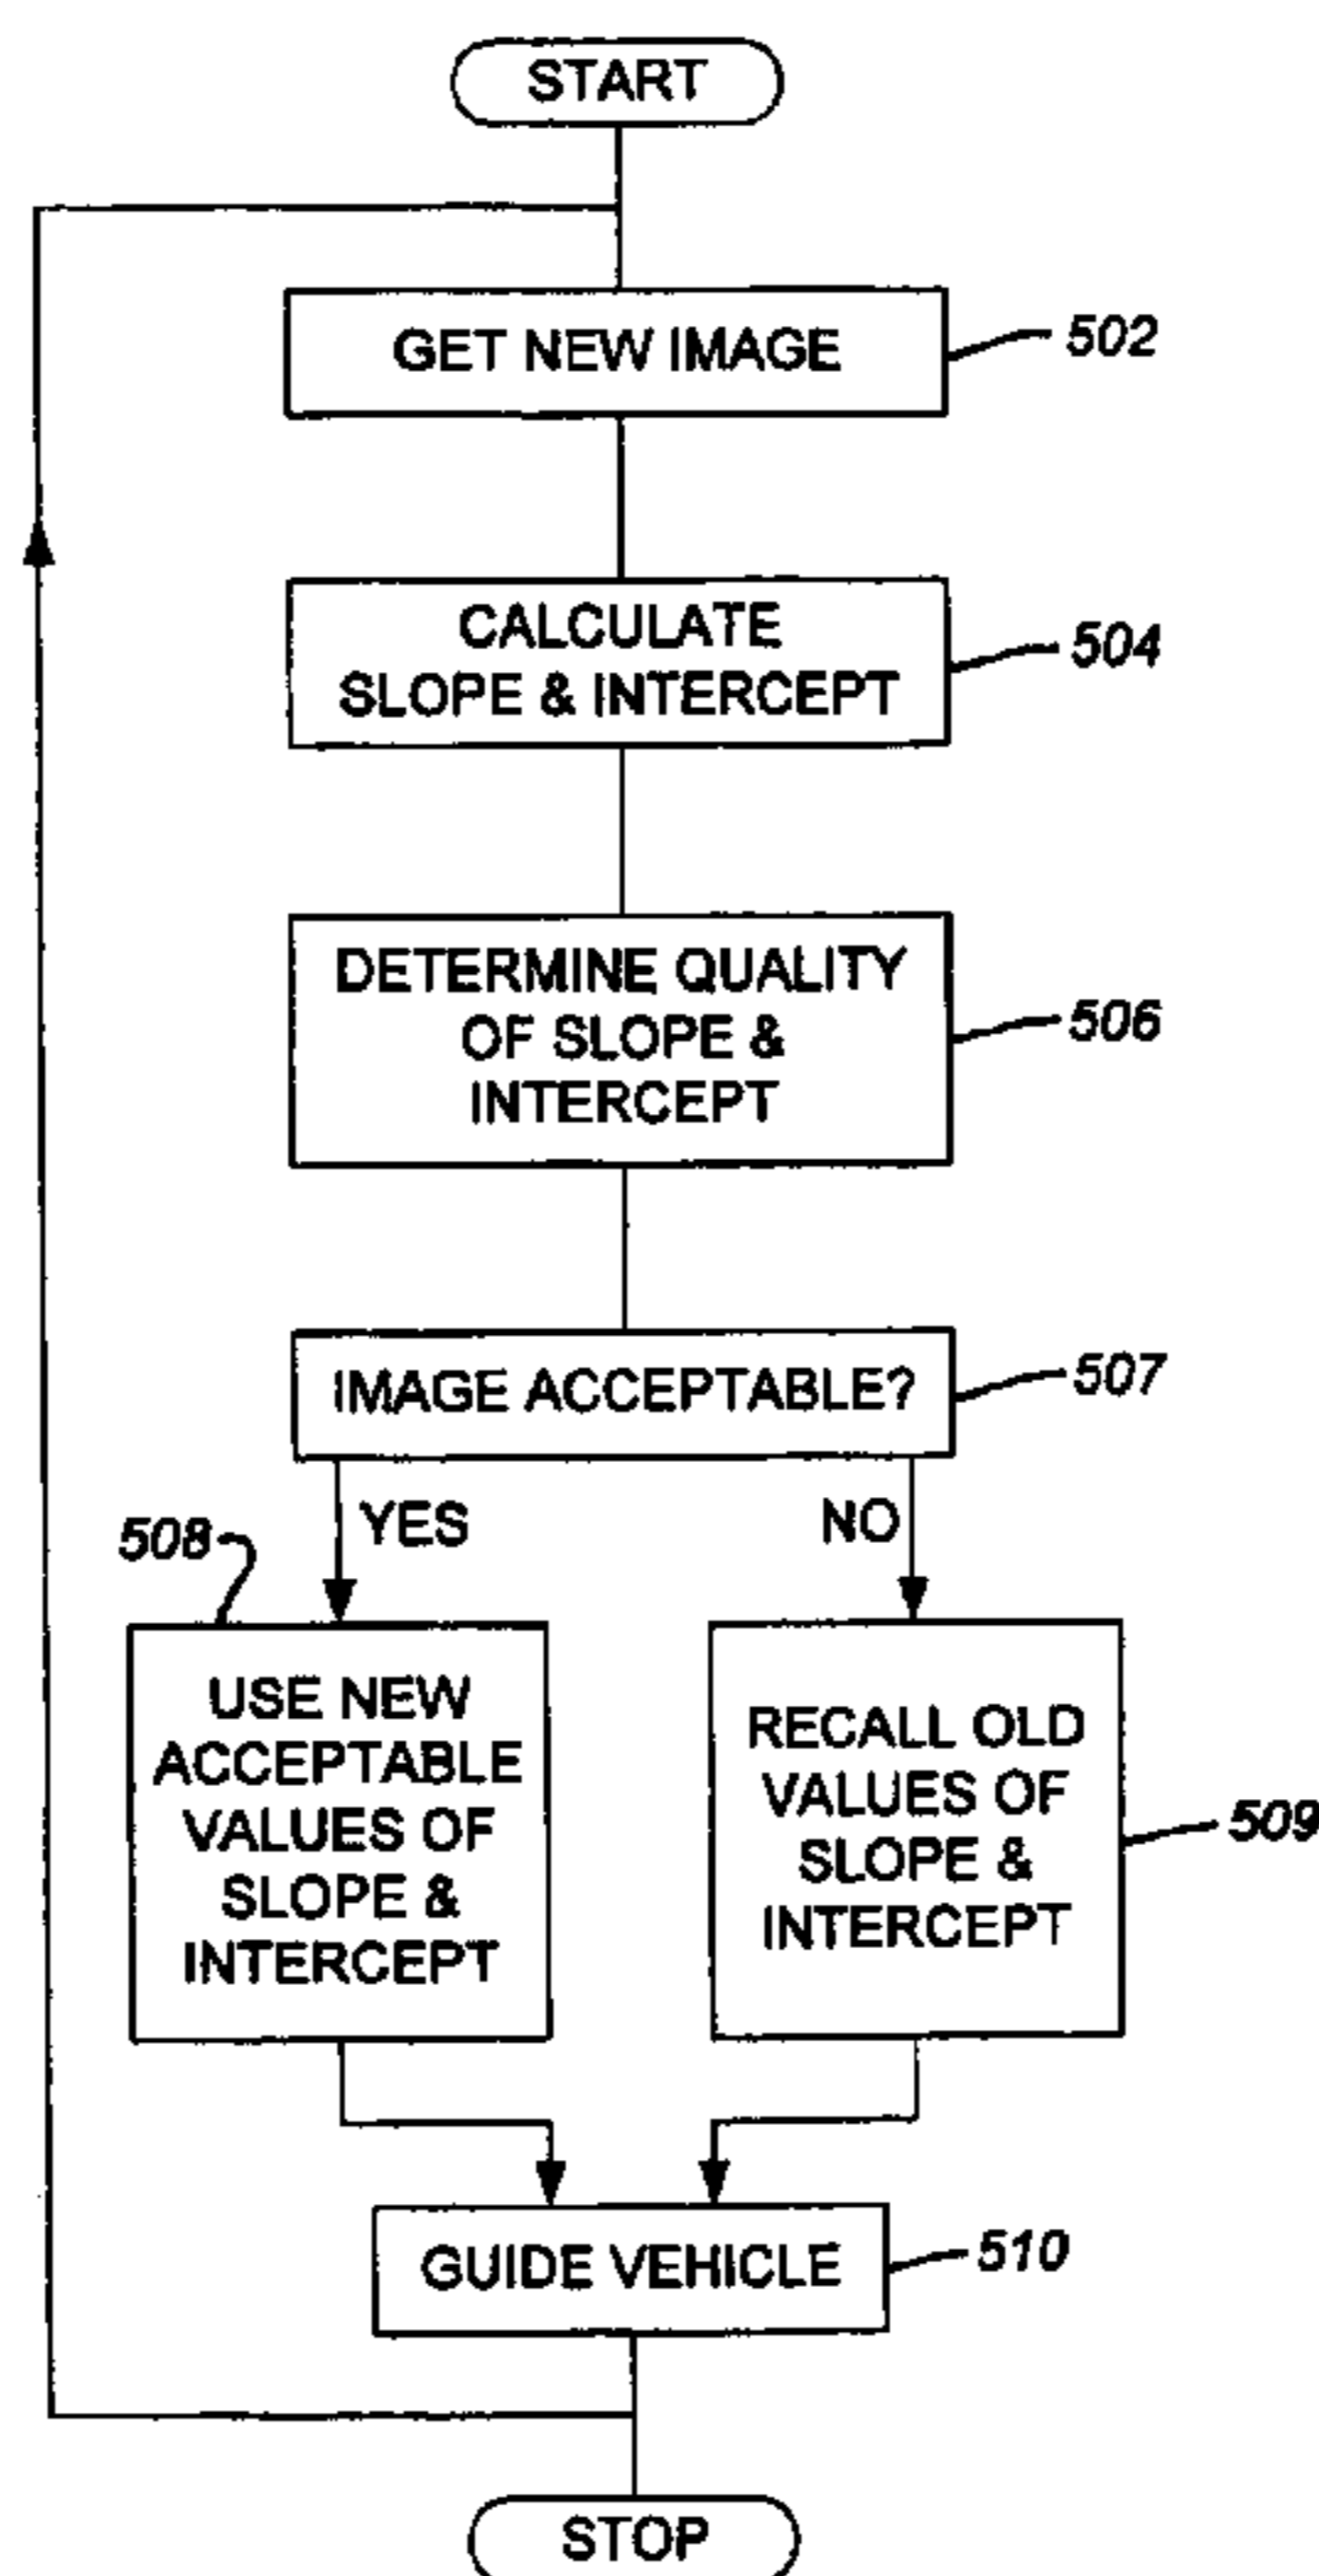 START
GET NEW IMAGE
502
CALCULATE
SLOPE & INTERCEPT
504
DETERMINE QUALITY
OF SLOPE &
INTERCEPT
506
IMAGE ACCEPTABLE?
507
YES
NO
508
USE NEW
ACCEPTABLE
VALUES OF
SLOPE &
INTERCEPT
RECALL OLD
VALUES OF
SLOPE &
INTERCEPT
509
GUIDE VEHICLE
510
STOP